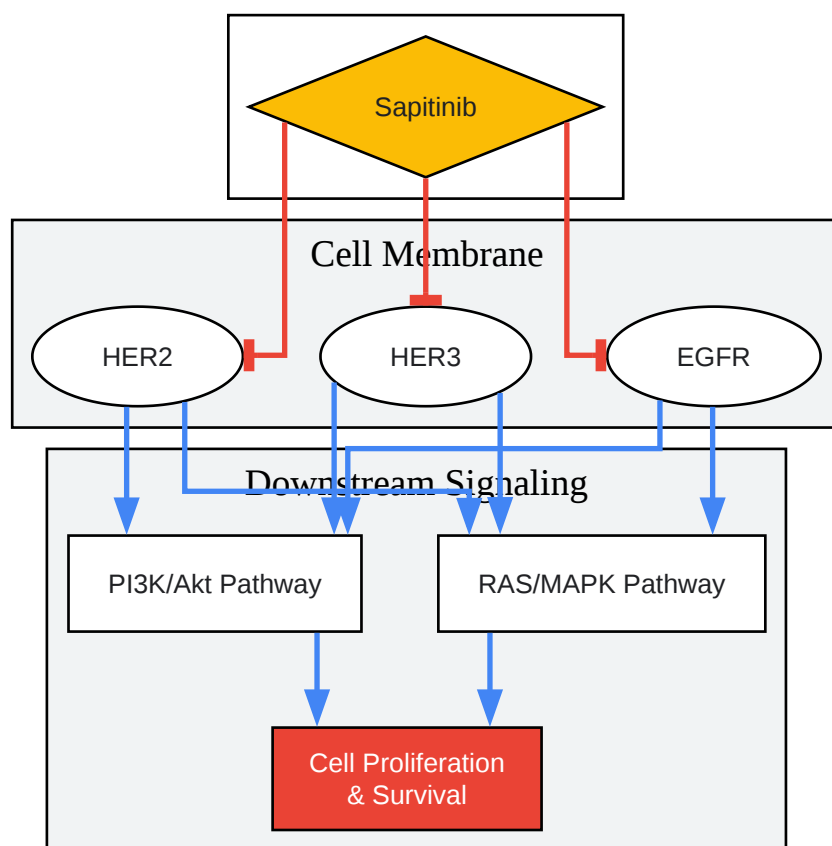 Sapitinib
Cell Membrane
HER2
HER3
EGFR
Downstream Signaling
PI3K/Akt Pathway
RAS/MAPK Pathway
Cell Proliferation
& Survival